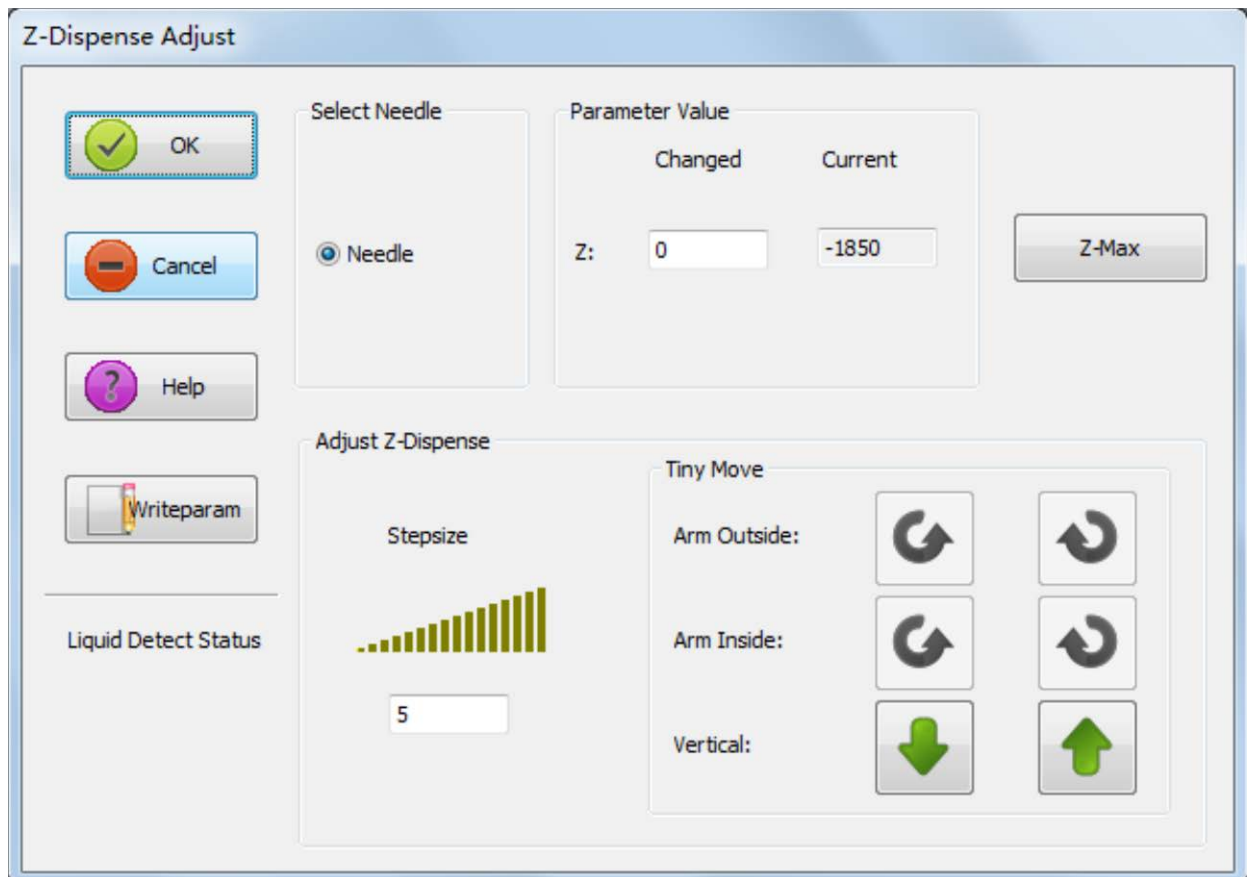 Z-Dispense Adjust
OK
Cancel
Help
Writeparam
Liquid Detect Status
Select Needle
Needle
Parameter Value
Changed Current
Z: 0 -1850
Z-Max
Adjust Z-Dispense
Stepsize
5
Tiny Move
Arm Outside:
Arm Inside:
Vertical: